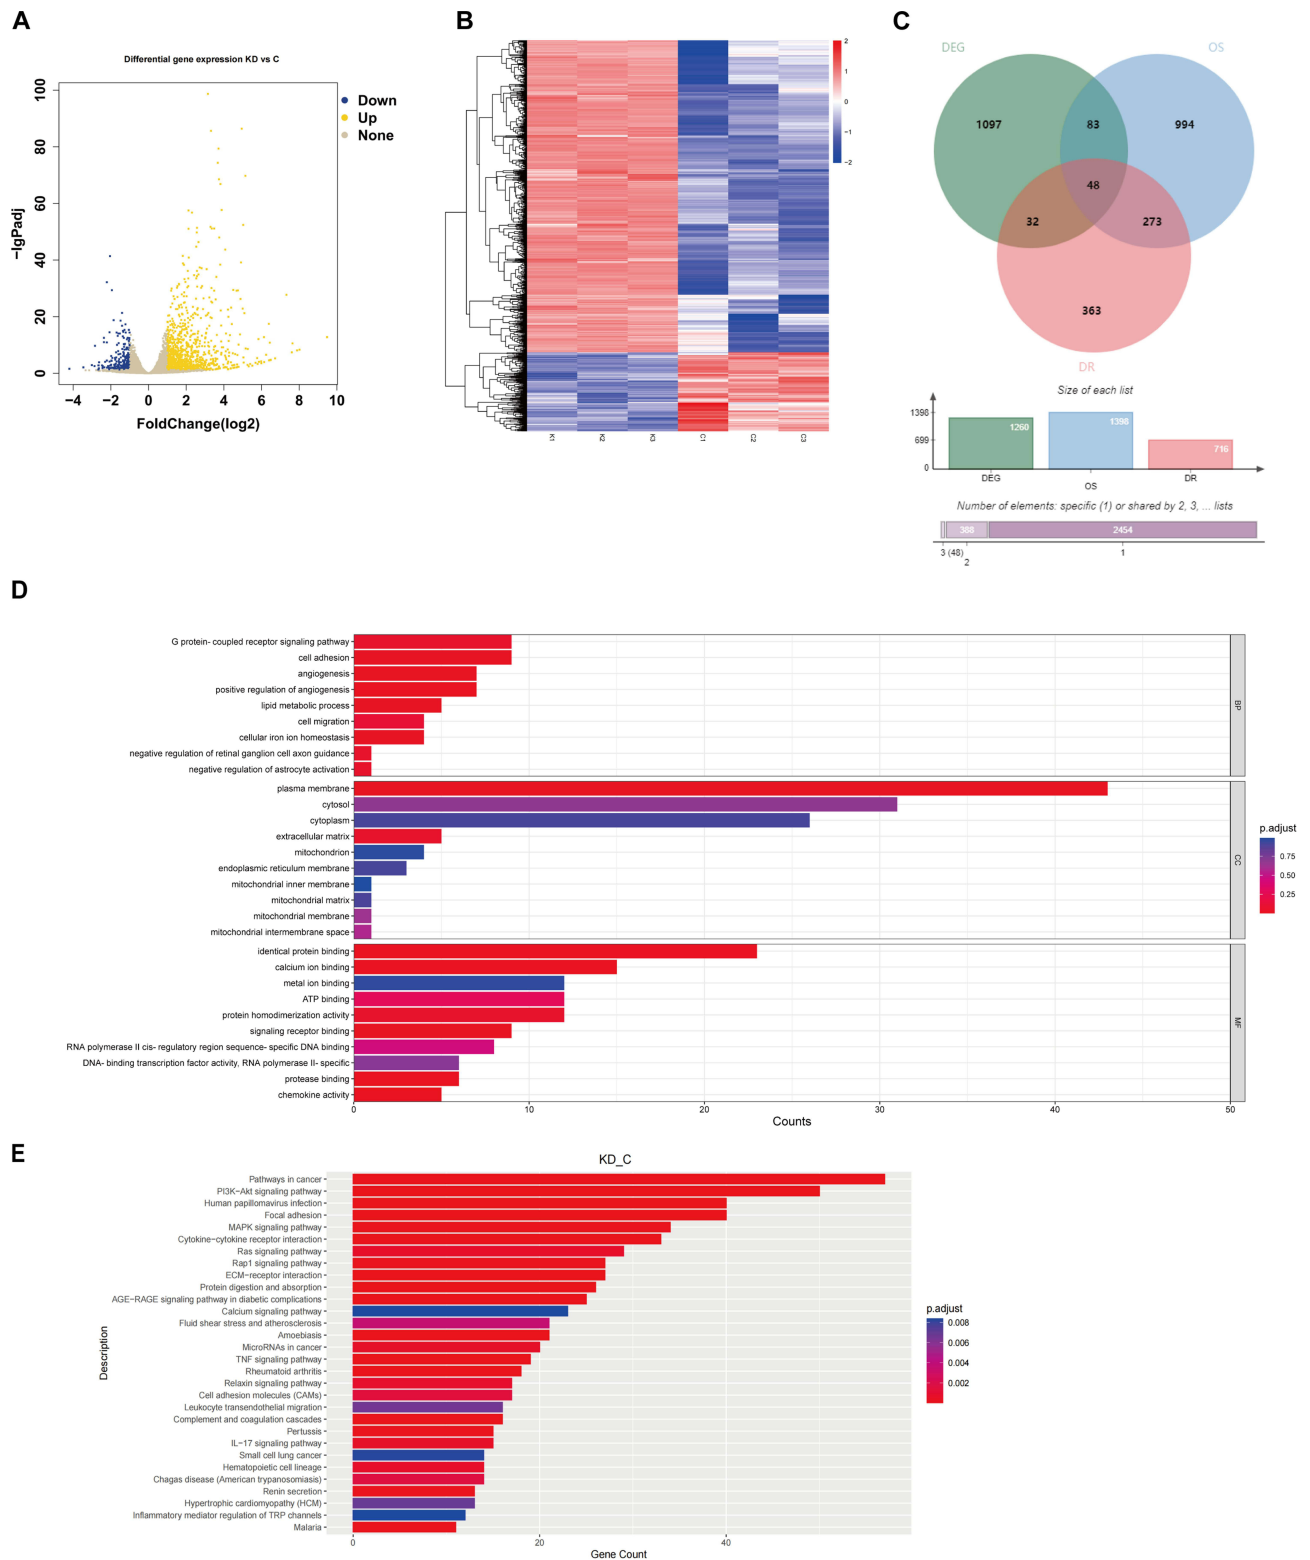 A
Differential gene expression KD vs C
100
80
60
40
20
0
−lgPadj
−4 −2 0 2 4 6 8 10
FoldChange(log2)
Down
Up
None
B
2
1
0
−1
−2
K1 K2 K3 C1 C2 C3
C
DEG OS
1097 83 994
48
32 273
363
DR
Size of each list
1398
699
0
1260 1398 716
DEG OS DR
Number of elements: specific (1) or shared by 2, 3, ... lists
388 2454
3 (48) 2 1
D
G protein- coupled receptor signaling pathway
cell adhesion
angiogenesis
positive regulation of angiogenesis
lipid metabolic process
cell migration
cellular iron ion homeostasis
negative regulation of retinal ganglion cell axon guidance
negative regulation of astrocyte activation
BP
plasma membrane
cytosol
cytoplasm
extracellular matrix
mitochondrion
endoplasmic reticulum membrane
mitochondrial inner membrane
mitochondrial matrix
mitochondrial membrane
mitochondrial intermembrane space
CC
identical protein binding
calcium ion binding
metal ion binding
ATP binding
protein homodimerization activity
signaling receptor binding
RNA polymerase II cis- regulatory region sequence- specific DNA binding
DNA- binding transcription factor activity, RNA polymerase II- specific
protease binding
chemokine activity
MF
0 10 20 30 40 50
Counts
p.adjust
0.75
0.50
0.25
E
KD_C
Description
Pathways in cancer
PI3K−Akt signaling pathway
Human papillomavirus infection
Focal adhesion
MAPK signaling pathway
Cytokine−cytokine receptor interaction
Ras signaling pathway
Rap1 signaling pathway
ECM−receptor interaction
Protein digestion and absorption
AGE−RAGE signaling pathway in diabetic complications
Calcium signaling pathway
Fluid shear stress and atherosclerosis
Amoebiasis
MicroRNAs in cancer
TNF signaling pathway
Rheumatoid arthritis
Relaxin signaling pathway
Cell adhesion molecules (CAMs)
Leukocyte transendothelial migration
Complement and coagulation cascades
Pertussis
IL−17 signaling pathway
Small cell lung cancer
Hematopoietic cell lineage
Chagas disease (American trypanosomiasis)
Renin secretion
Hypertrophic cardiomyopathy (HCM)
Inflammatory mediator regulation of TRP channels
Malaria
0 20 40
Gene Count
p.adjust
0.008
0.006
0.004
0.002